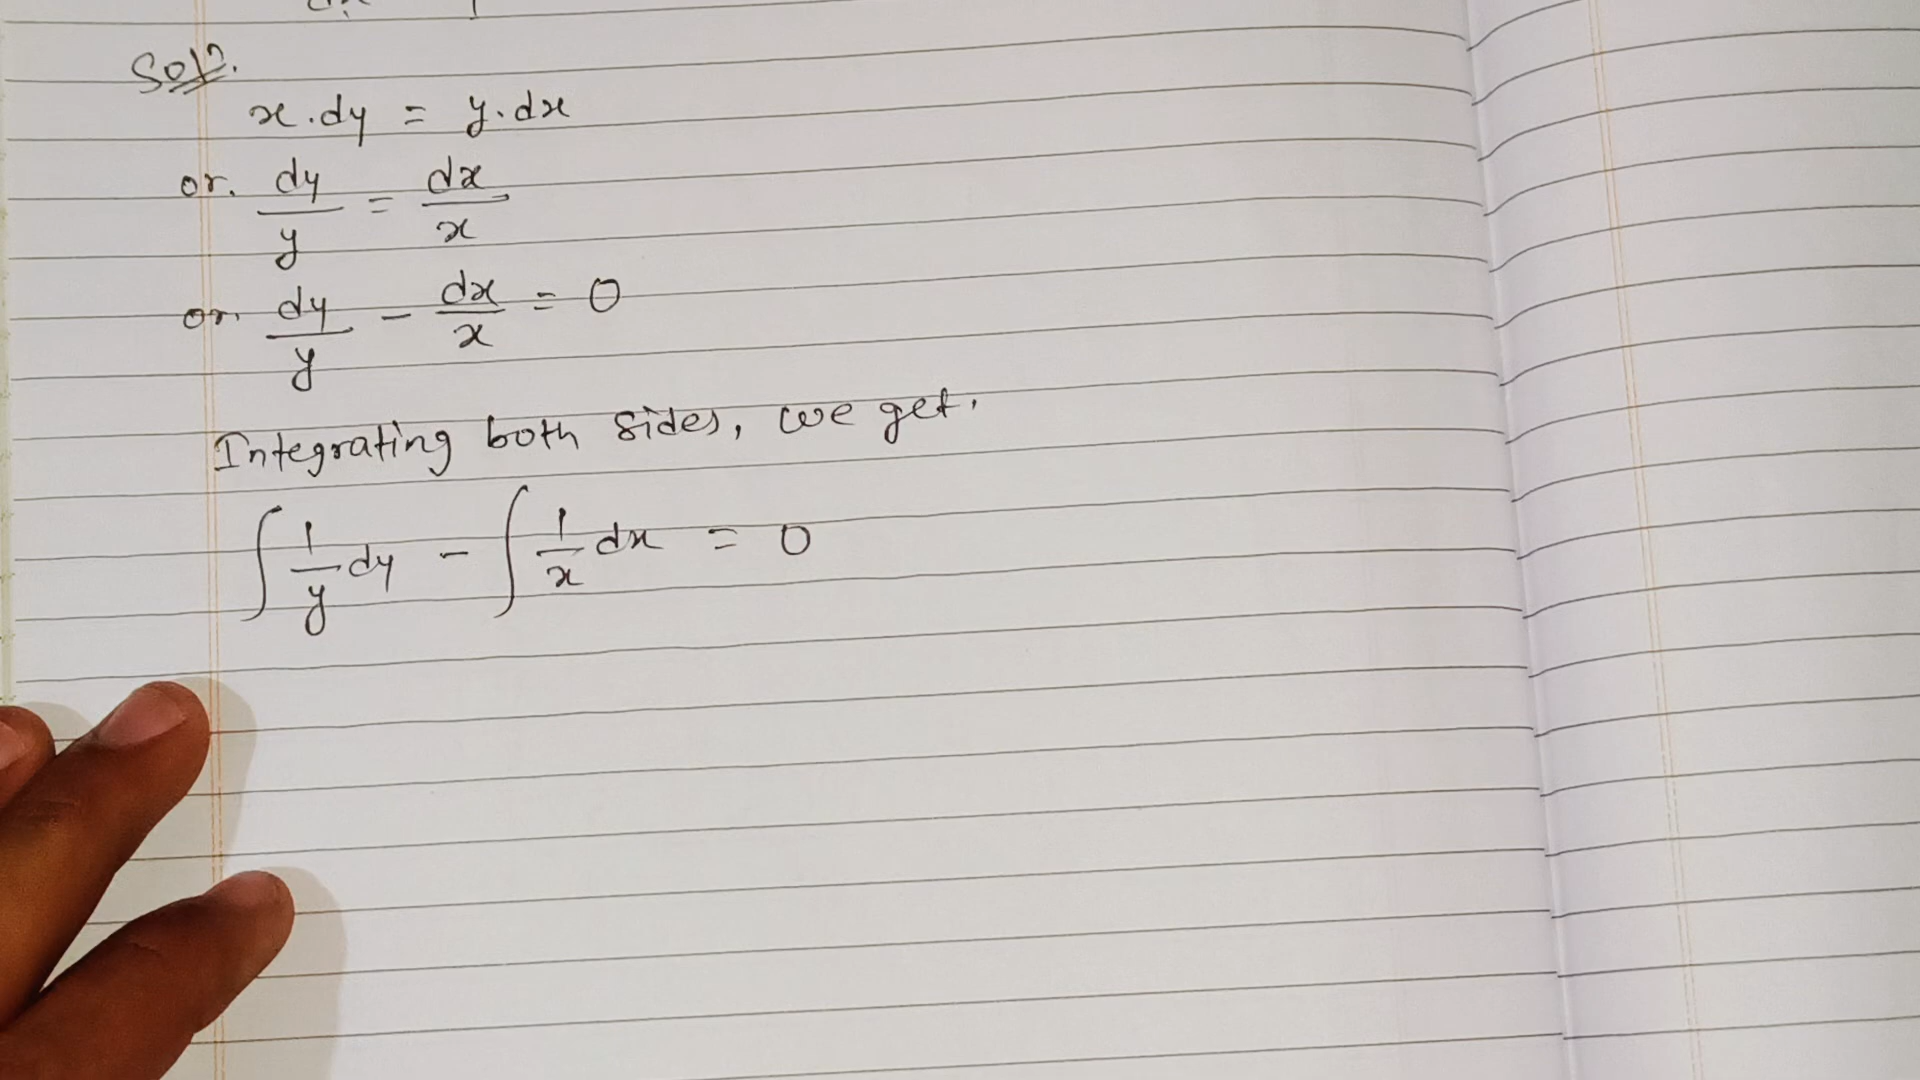 Solⁿ.
x.dy = y.dx
or. dy/y = dx/x
or, dy/y - dx/x = 0
Integrating both sides, we get,
∫ 1/y dy - ∫ 1/x dx = 0